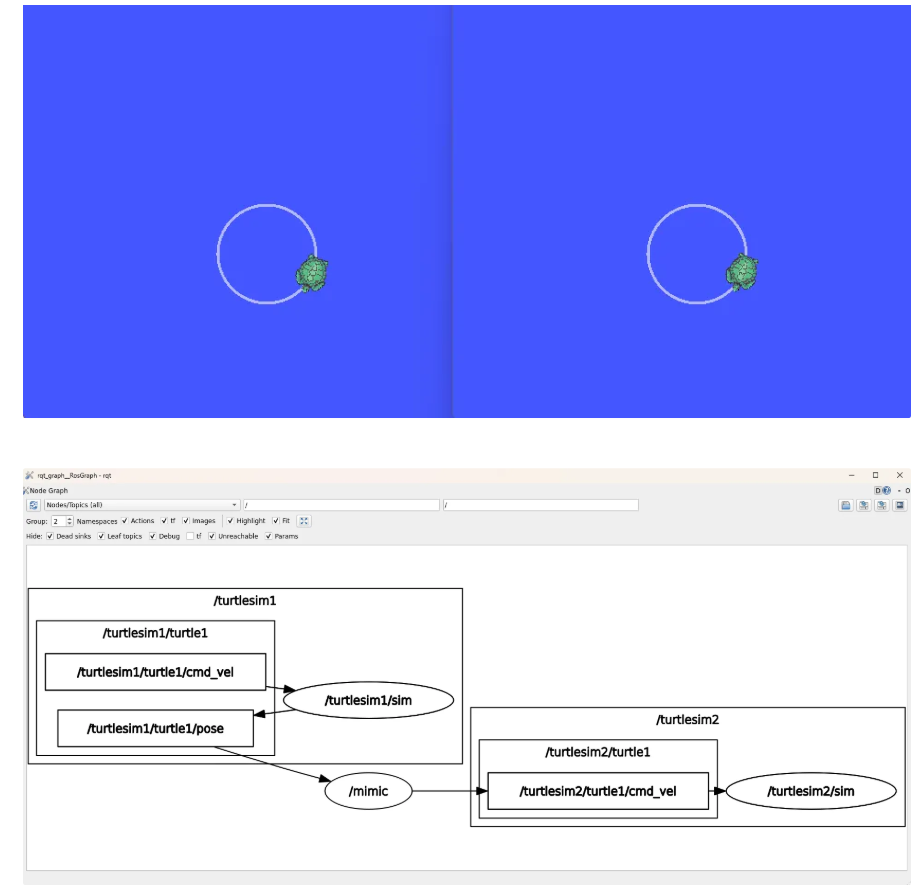 rqt_graph__RosGraph - rqt
Node Graph
D
- O
Nodes/Topics (all)
/
/
Group: 2 Namespaces Actions tf Images Highlight Fit
Hide: Dead sinks Leaf topics Debug tf Unreachable Params
/turtlesim1
/turtlesim1/turtle1
/turtlesim1/turtle1/cmd_vel
/turtlesim1/sim
/turtlesim1/turtle1/pose
/mimic
/turtlesim2
/turtlesim2/turtle1
/turtlesim2/turtle1/cmd_vel
/turtlesim2/sim